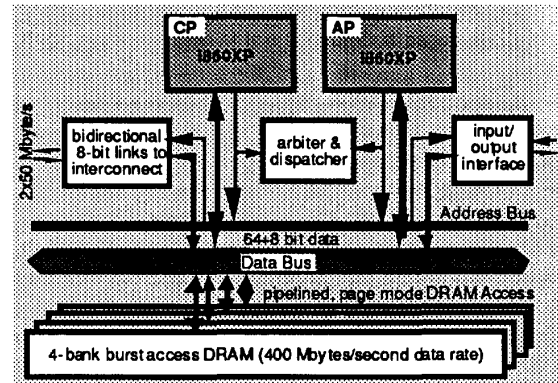 CP
i860XP
AP
i860XP
2x50 Mbyte/s
bidirectional
8-bit links to
interconnect
arbiter &
dispatcher
input/
output
interface
Address Bus
64+8 bit data
Data Bus
pipelined, page mode DRAM Access
4-bank burst access DRAM (400 Mbytes/second data rate)